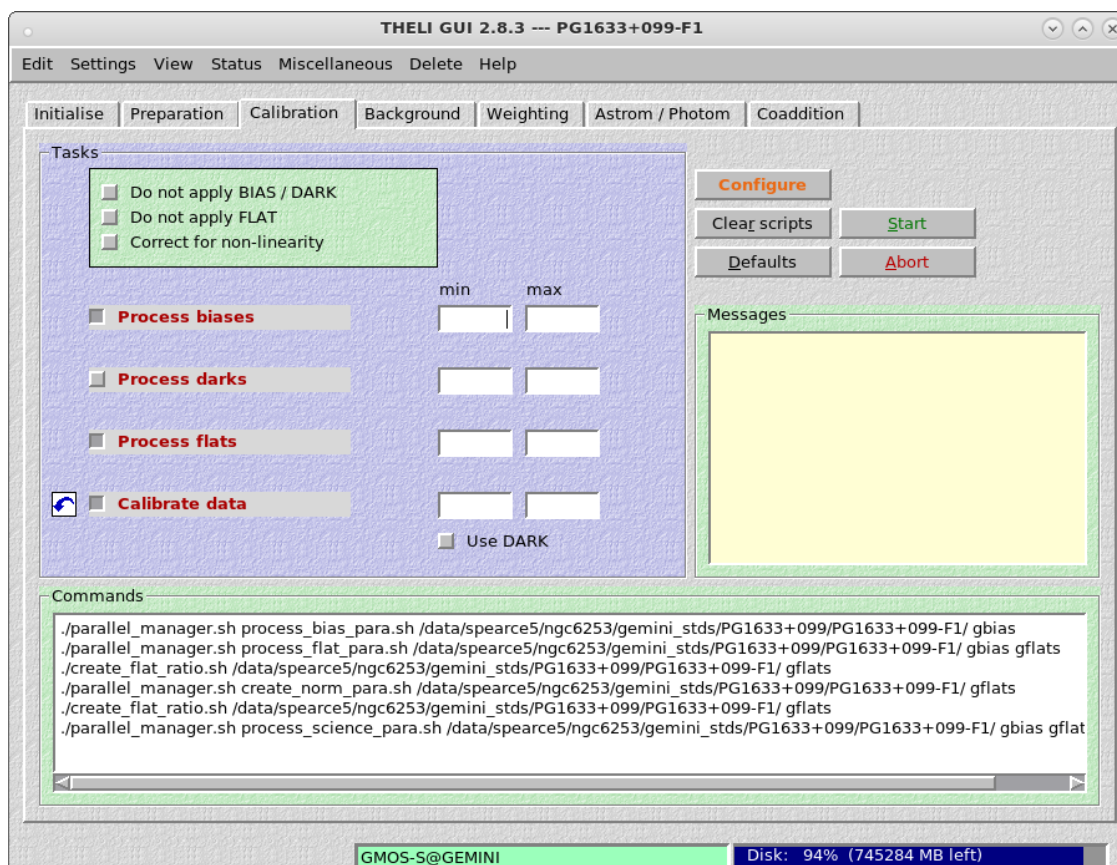 THELI GUI 2.8.3 --- PG1633+099-F1
Edit Settings View Status Miscellaneous Delete Help
Initialise Preparation Calibration Background Weighting Astrom / Photom Coaddition
Tasks
Do not apply BIAS / DARK
Do not apply FLAT
Correct for non-linearity
min max
Process biases
Process darks
Process flats
Calibrate data
Use DARK
Configure
Clear scripts Start
Defaults Abort
Messages
Commands
./parallel_manager.sh process_bias_para.sh /data/spearce5/ngc6253/gemini_stds/PG1633+099/PG1633+099-F1/ gbias
./parallel_manager.sh process_flat_para.sh /data/spearce5/ngc6253/gemini_stds/PG1633+099/PG1633+099-F1/ gbias gflats
./create_flat_ratio.sh /data/spearce5/ngc6253/gemini_stds/PG1633+099/PG1633+099-F1/ gflats
./parallel_manager.sh create_norm_para.sh /data/spearce5/ngc6253/gemini_stds/PG1633+099/PG1633+099-F1/ gflats
./create_flat_ratio.sh /data/spearce5/ngc6253/gemini_stds/PG1633+099/PG1633+099-F1/ gflats
./parallel_manager.sh process_science_para.sh /data/spearce5/ngc6253/gemini_stds/PG1633+099/PG1633+099-F1/ gbias gflat
GMOS-S@GEMINI
Disk: 94% (745284 MB left)